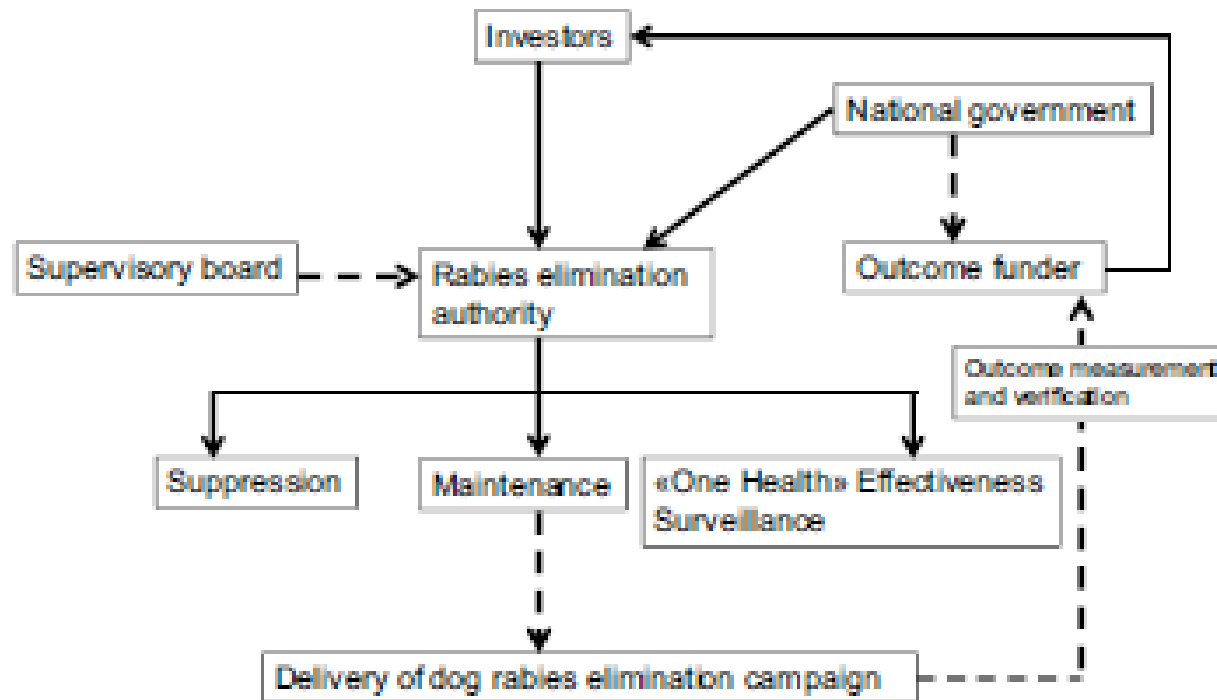 Investors
National government
Supervisory board
Rabies elimination
authority
Outcome funder
Outcome measurement
and verification
Suppression
Maintenance
«One Health» Effectiveness
Surveillance
Delivery of dog rabies elimination campaign